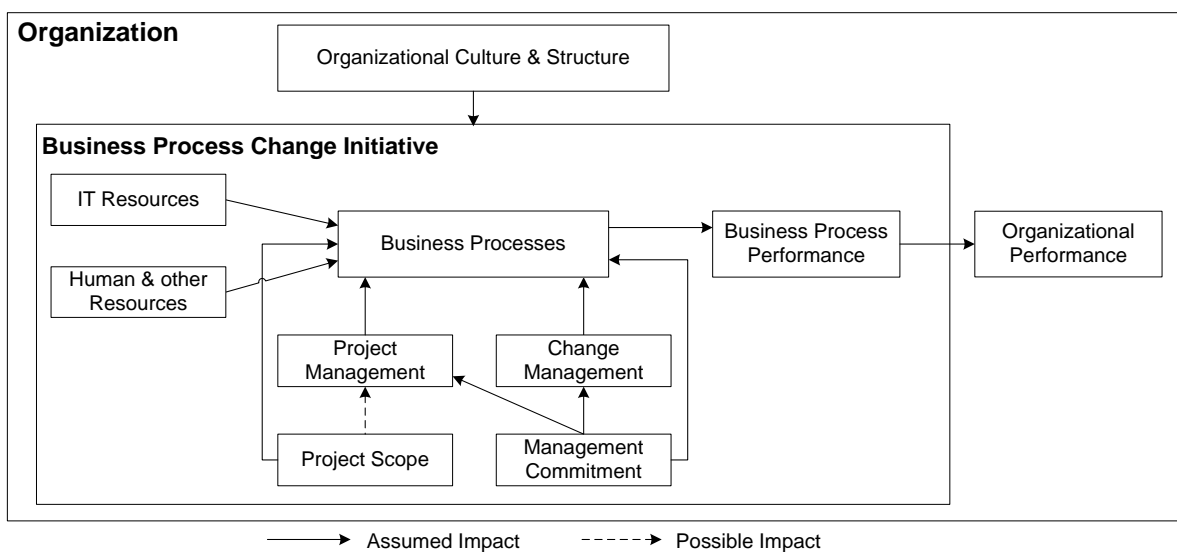 Organization
Organizational Culture & Structure
Business Process Change Initiative
IT Resources
Human & other
Resources
Business Processes
Business Process
Performance
Organizational
Performance
Project
Management
Change
Management
Project Scope
Management
Commitment
Assumed Impact
Possible Impact